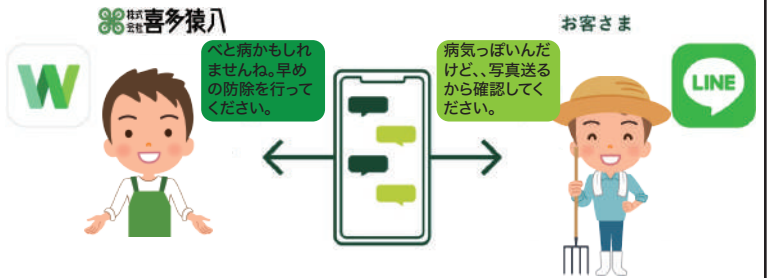 株式
会社 喜多猿八
お客さま
べと病かもしれ
ませんね。早め
の防除を行って
ください。
病気っぽいんだ
けど、、写真送る
から確認してく
ださい。
W
LINE